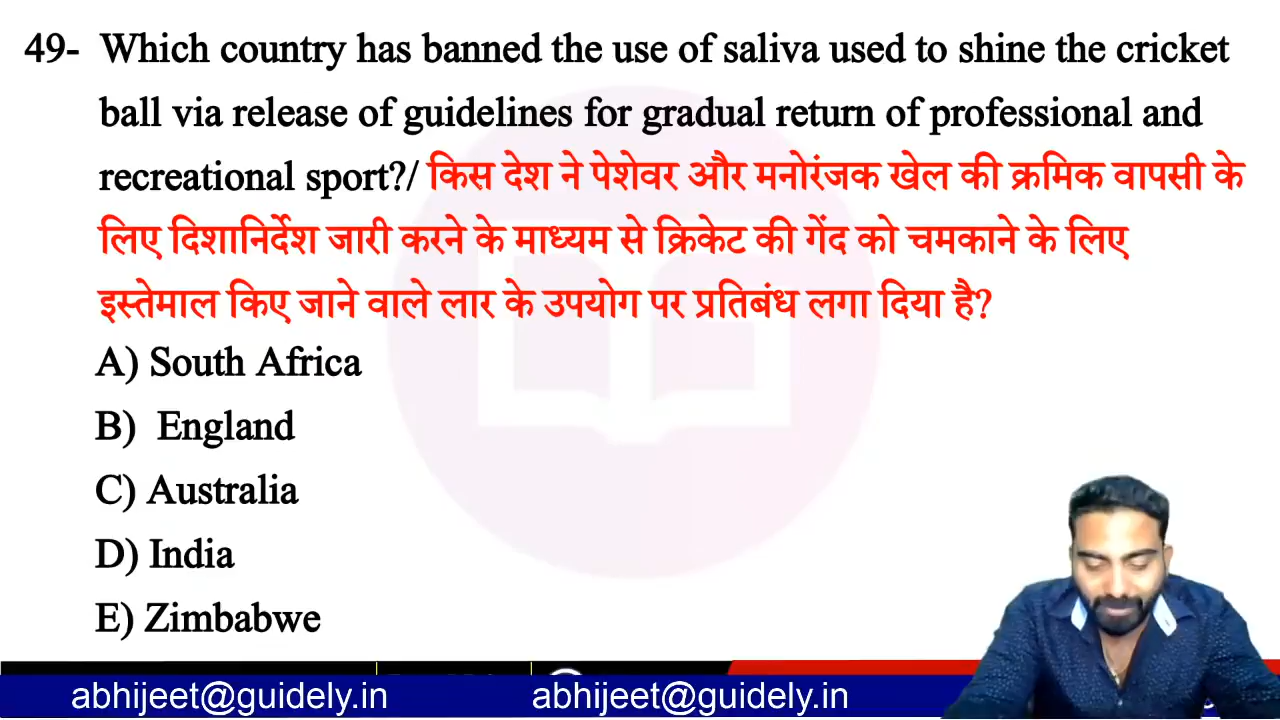 49- Which country has banned the use of saliva used to shine the cricket
ball via release of guidelines for gradual return of professional and
recreational sport?/ किस देश ने पेशेवर और मनोरंजक खेल की क्रमिक वापसी के
लिए दिशानिर्देश जारी करने के माध्यम से क्रिकेट की गेंद को चमकाने के लिए
इस्तेमाल किए जाने वाले लार के उपयोग पर प्रतिबंध लगा दिया है?
A) South Africa
B) England
C) Australia
D) India
E) Zimbabwe
abhijeet@guidely.in abhijeet@guidely.in